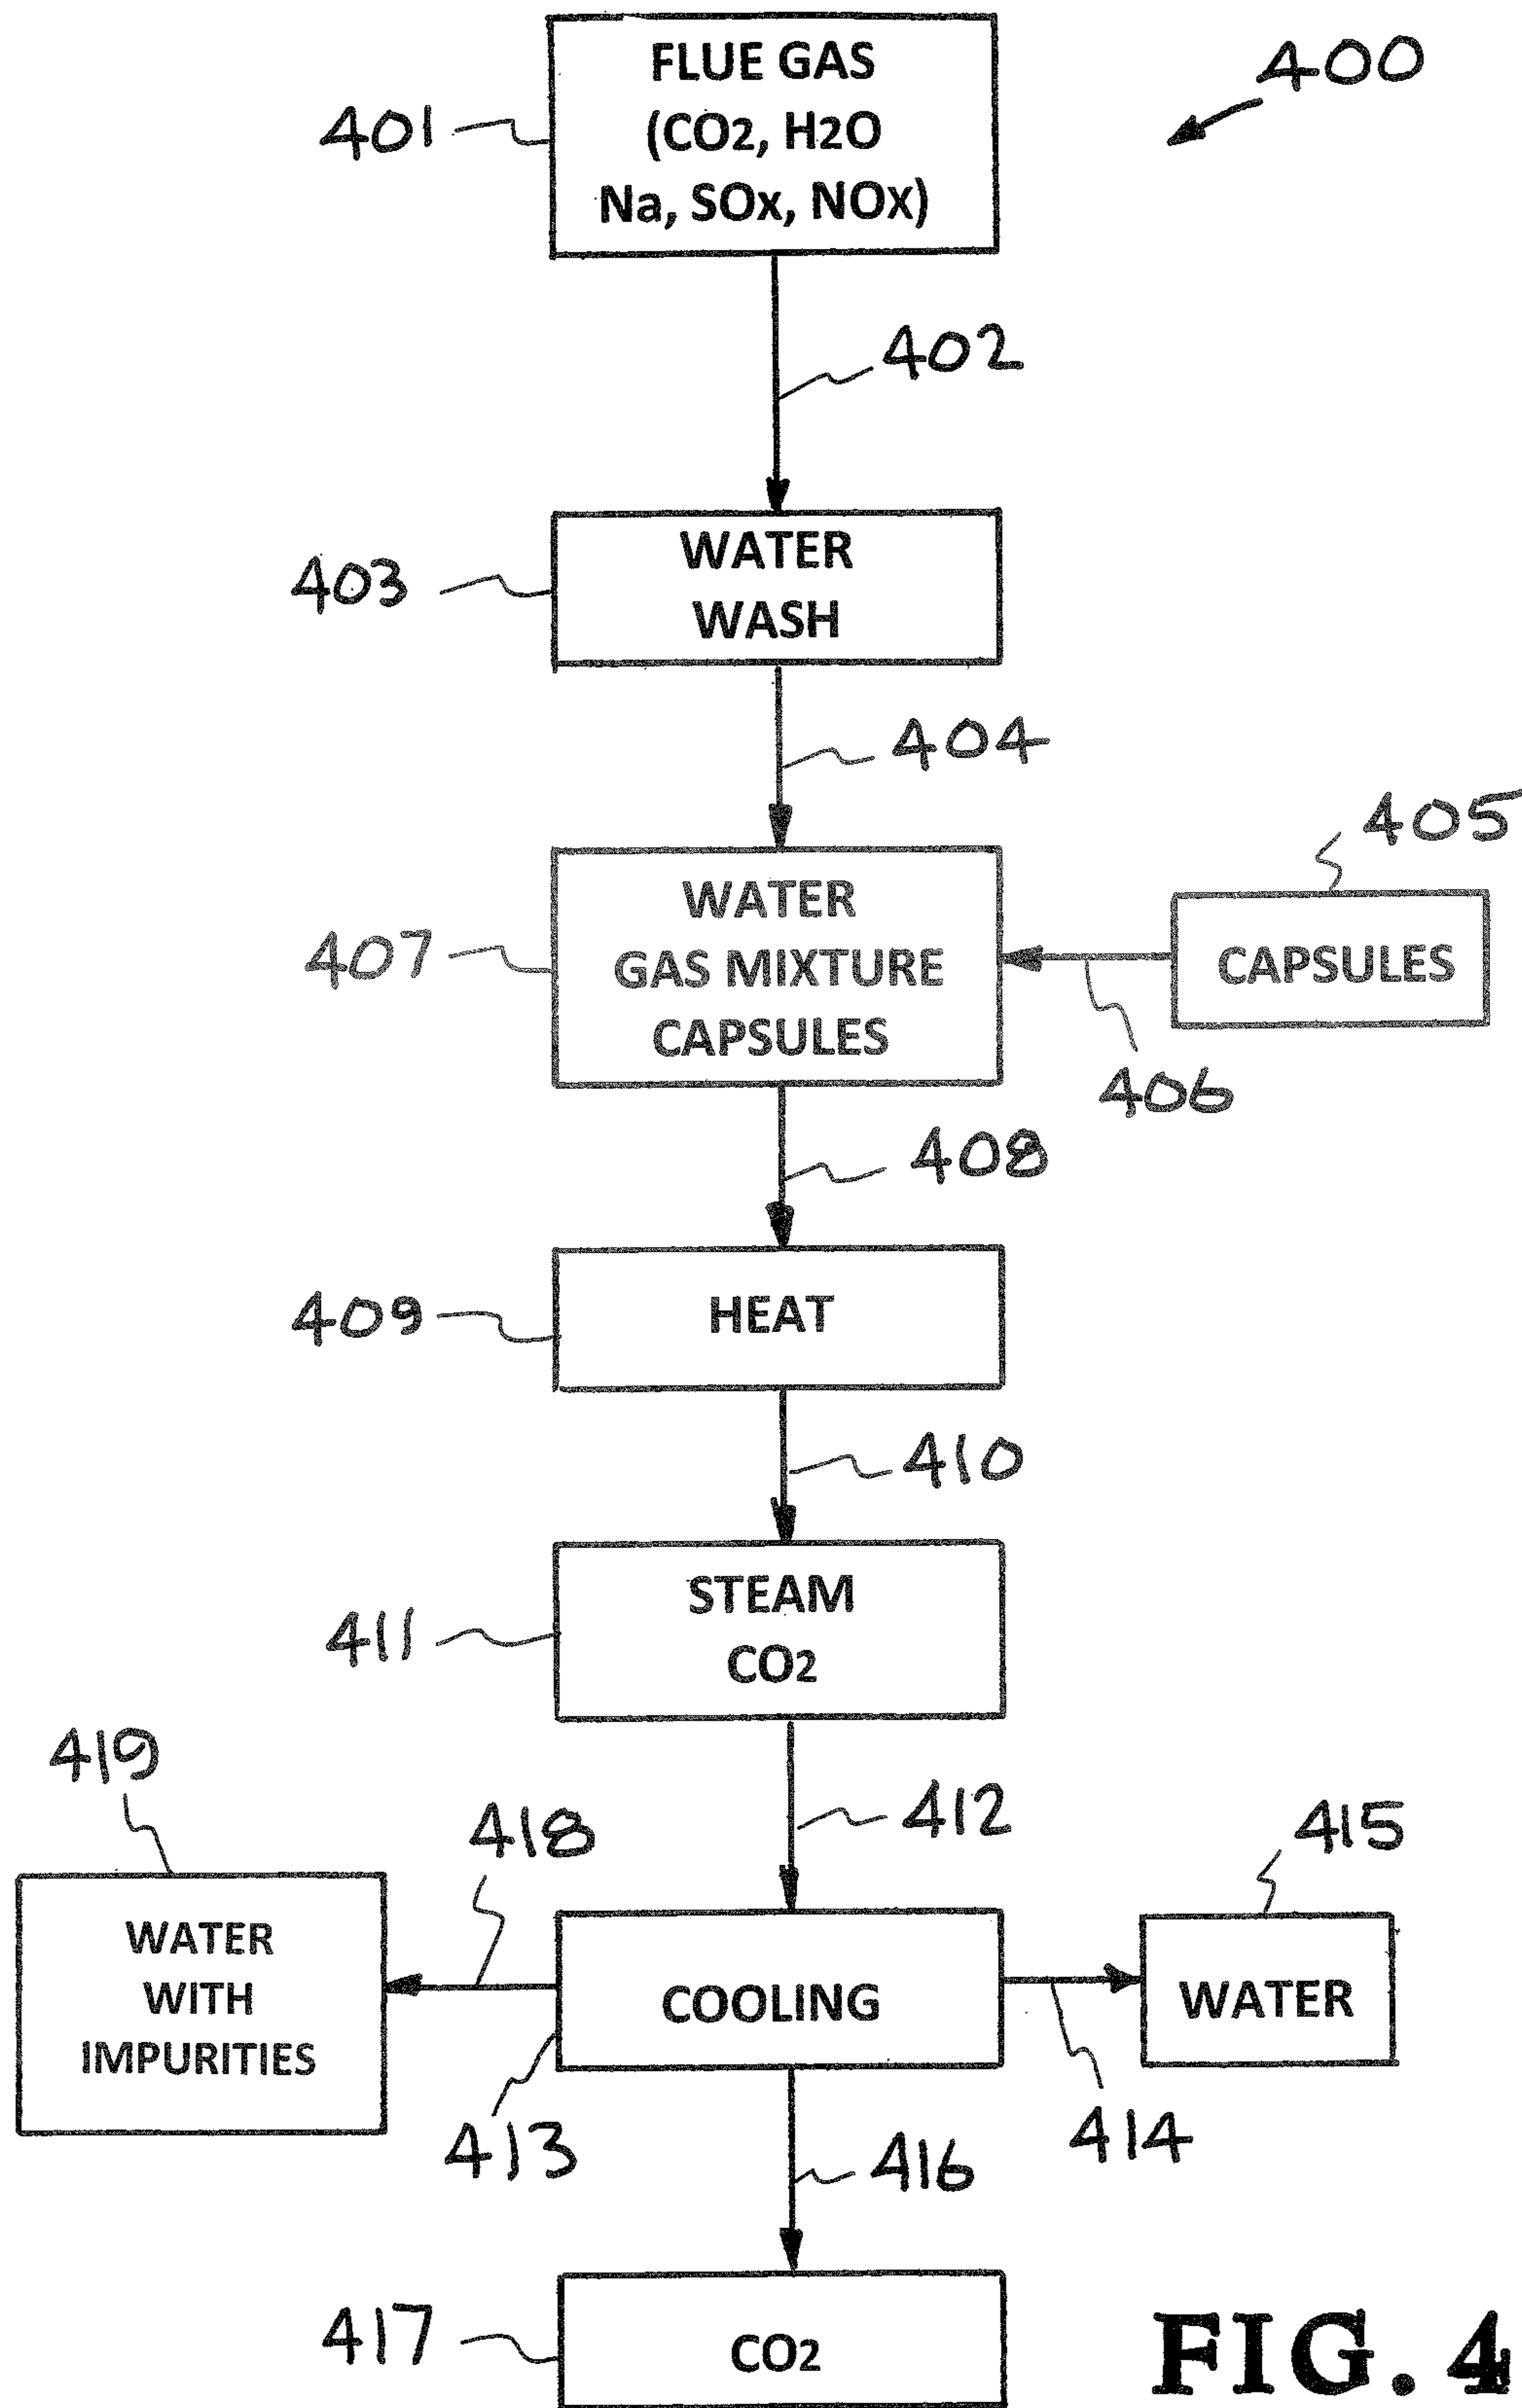 400
401
FLUE GAS
(CO2, H2O
Na, SOx, NOx)
402
403
WATER
WASH
404
405
407
WATER
GAS MIXTURE
CAPSULES
CAPSULES
406
408
409
HEAT
410
411
STEAM
CO2
412
419
418
415
WATER
WITH
IMPURITIES
COOLING
WATER
413
414
416
417
CO2
FIG. 4